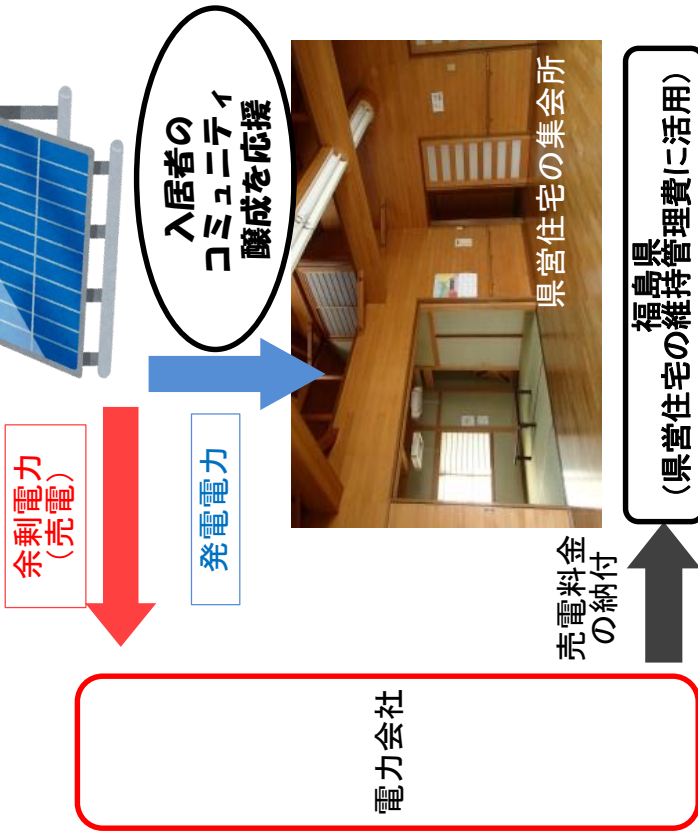 入居者の
コミュニティ
醸成を応援
余剰電力
（売電）
発電電力
県営住宅の集会所
売電料金
の納付
福島県
（県営住宅の維持管理費に活用）
電力会社